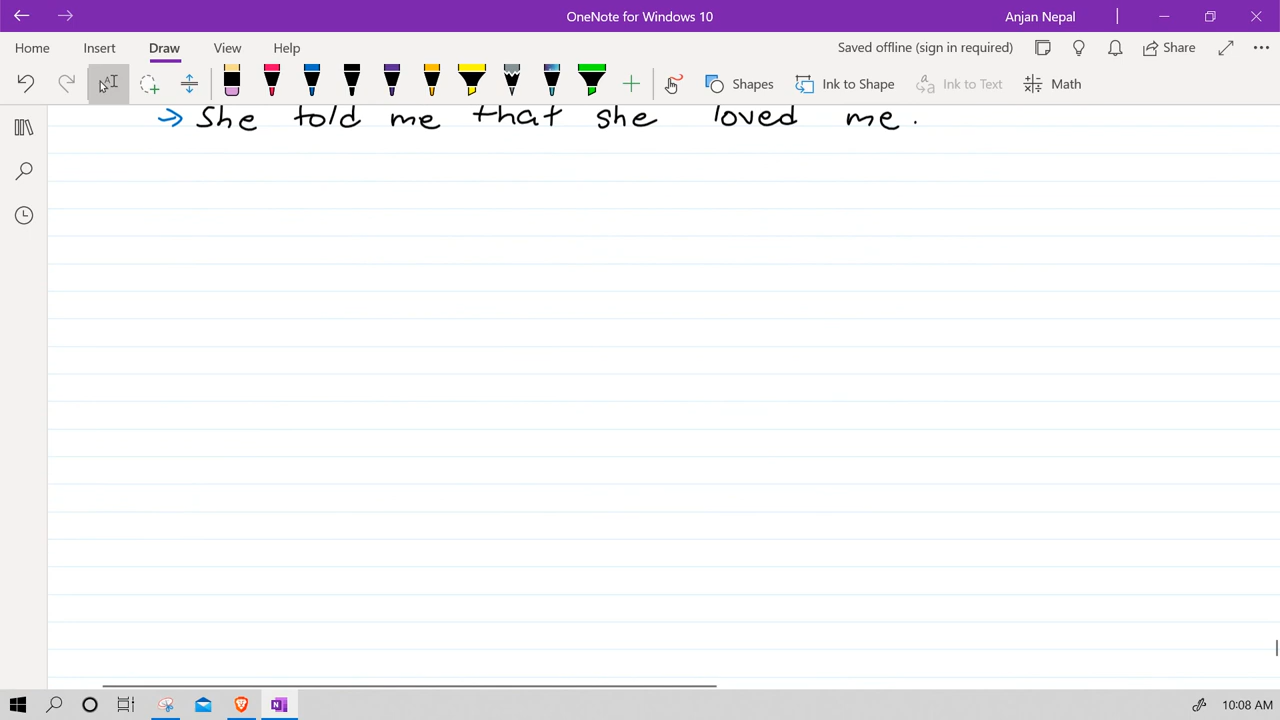 OneNote for Windows 10
Anjan Nepal
Home Insert Draw View Help
Saved offline (sign in required)
Share
Shapes
Ink to Shape
Ink to Text
Math
→ She told me that she loved me.
10:08 AM